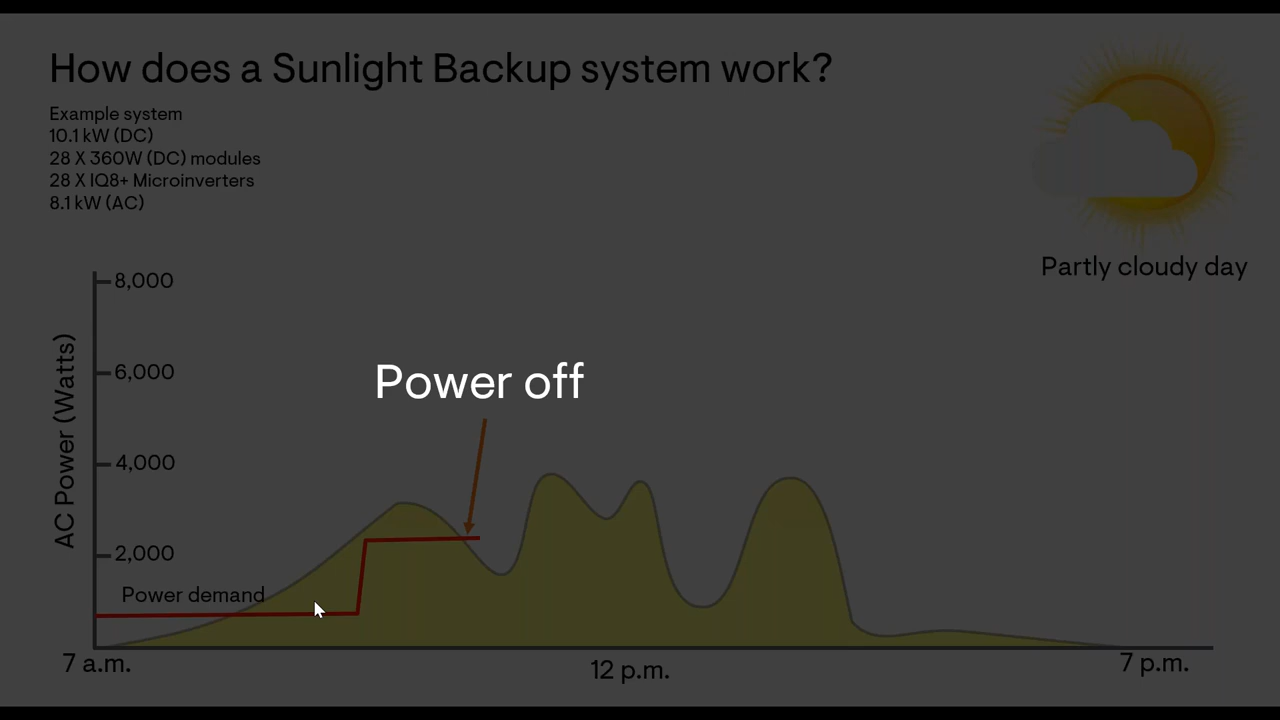 How does a Sunlight Backup system work?
Example system
10.1 kW (DC)
28 X 360W (DC) modules
28 X IQ8+ Microinverters
8.1 kW (AC)
Partly cloudy day
8,000
6,000
4,000
2,000
AC Power (Watts)
Power off
Power demand
7 a.m.
12 p.m.
7 p.m.